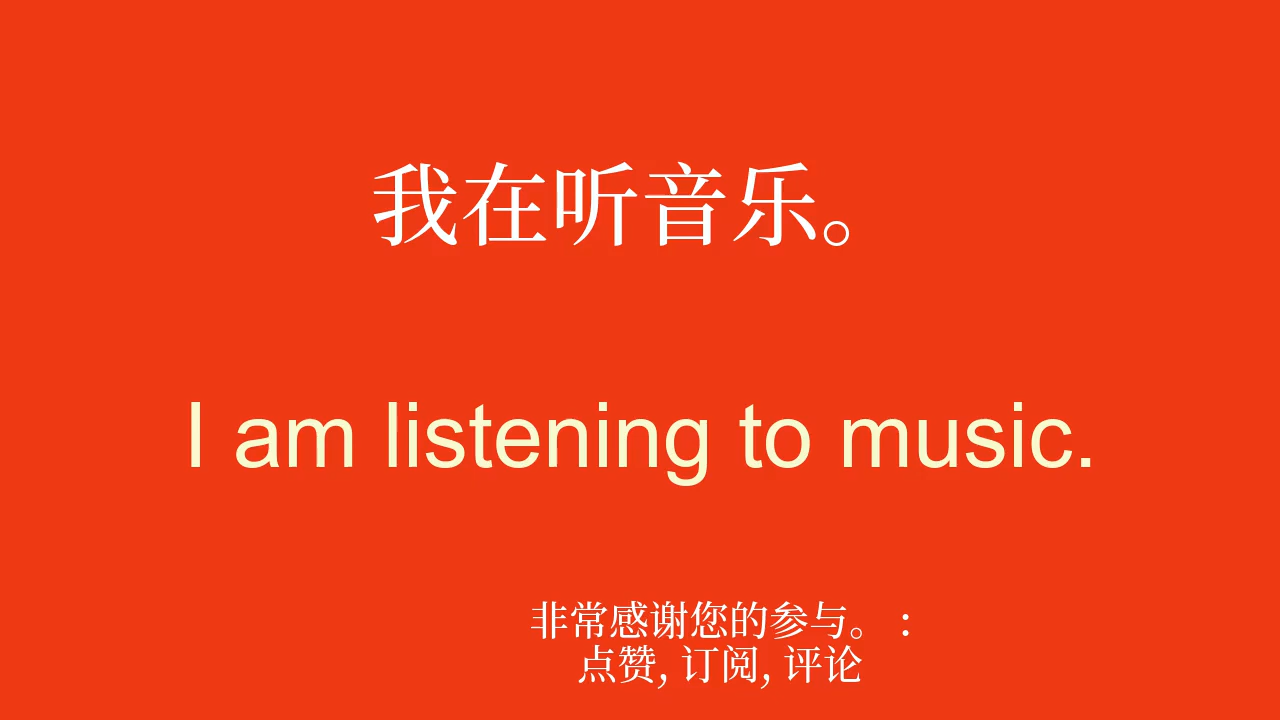 我在听音乐。
I am listening to music.
非常感谢您的参与。 :
点赞, 订阅, 评论